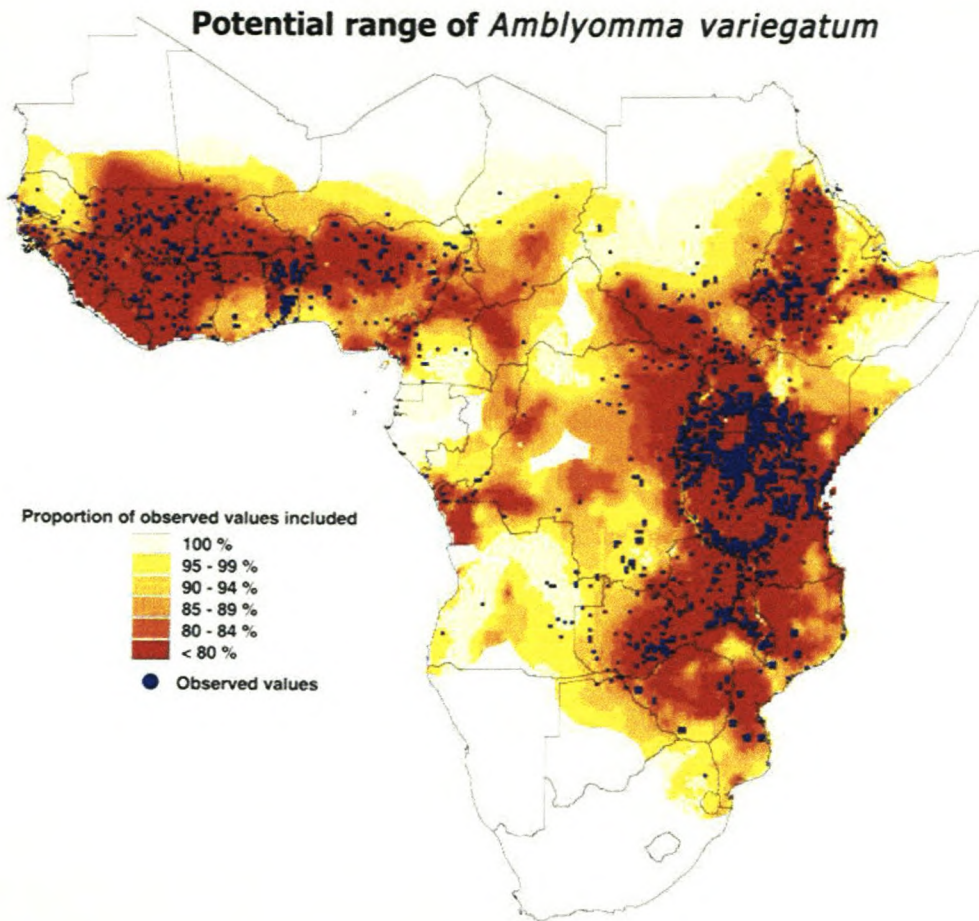 Potential range of Amblyomma variegatum
Proportion of observed values included
100 %
95 - 99 %
90 - 94 %
85 - 89 %
80 - 84 %
< 80 %
Observed values